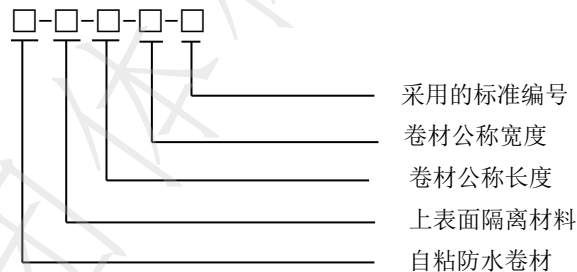 □-□-□-□-□
采用的标准编号
卷材公称宽度
卷材公称长度
上表面隔离材料
自粘防水卷材